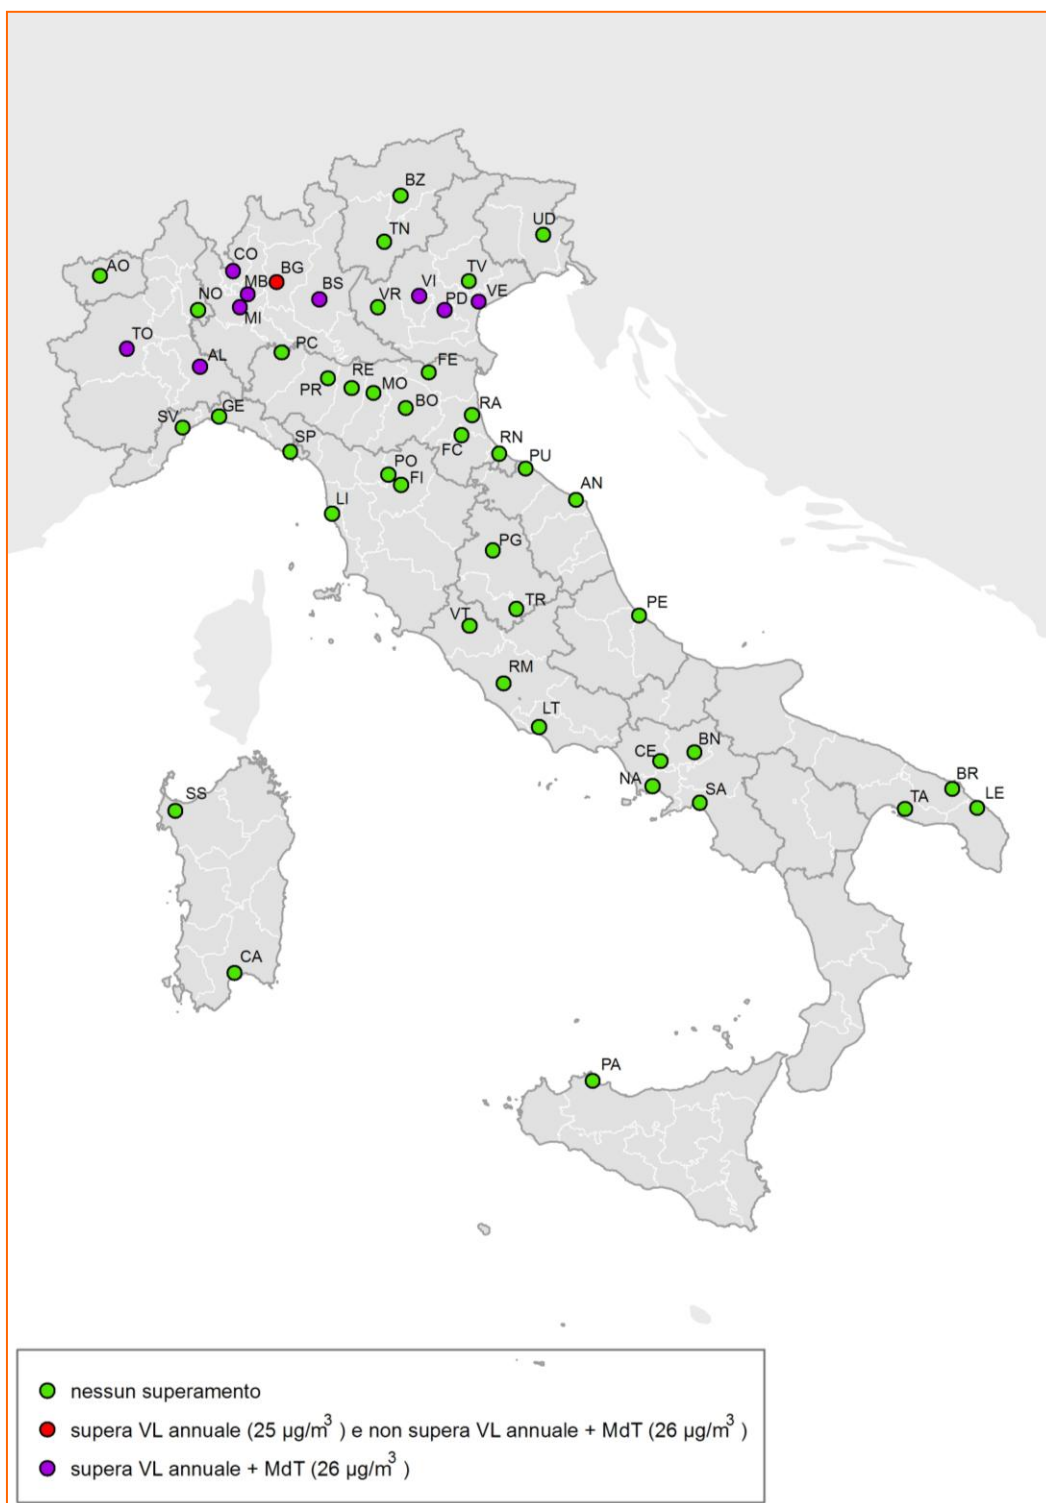 BZ
UD
TN
CO
AO
MB
BG
BS
VI
TV
VE
NO
MI
VR
PD
TO
AL
PC
FE
PR
RE
MO
BO
RA
SV
GE
SP
FC
RN
PU
PO
FI
AN
LI
PG
TR
PE
VT
RM
LT
BN
CE
NA
SA
BR
TA
LE
SS
CA
PA
nessun superamento
supera VL annuale (25 µg/m³ ) e non supera VL annuale + MdT (26 µg/m³ )
supera VL annuale + MdT (26 µg/m³ )